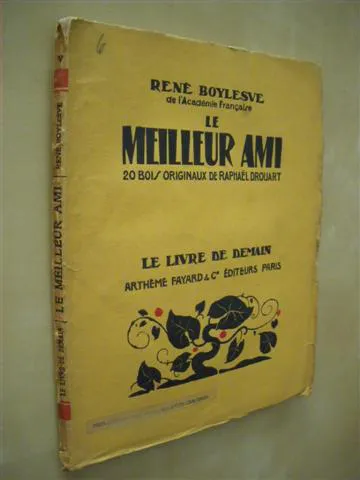 6
RENÉ BOYLESVE
de l'Académie Française
LE
MEILLEUR AMI
20 BOIS ORIGINAUX DE RAPHAËL DROUART
LE LIVRE DE DEMAIN
ARTHÈME FAYARD & Cie ÉDITEURS PARIS
LE LIVRE DE DEMAIN
LE MEILLEUR AMI
RENÉ BOYLESVE